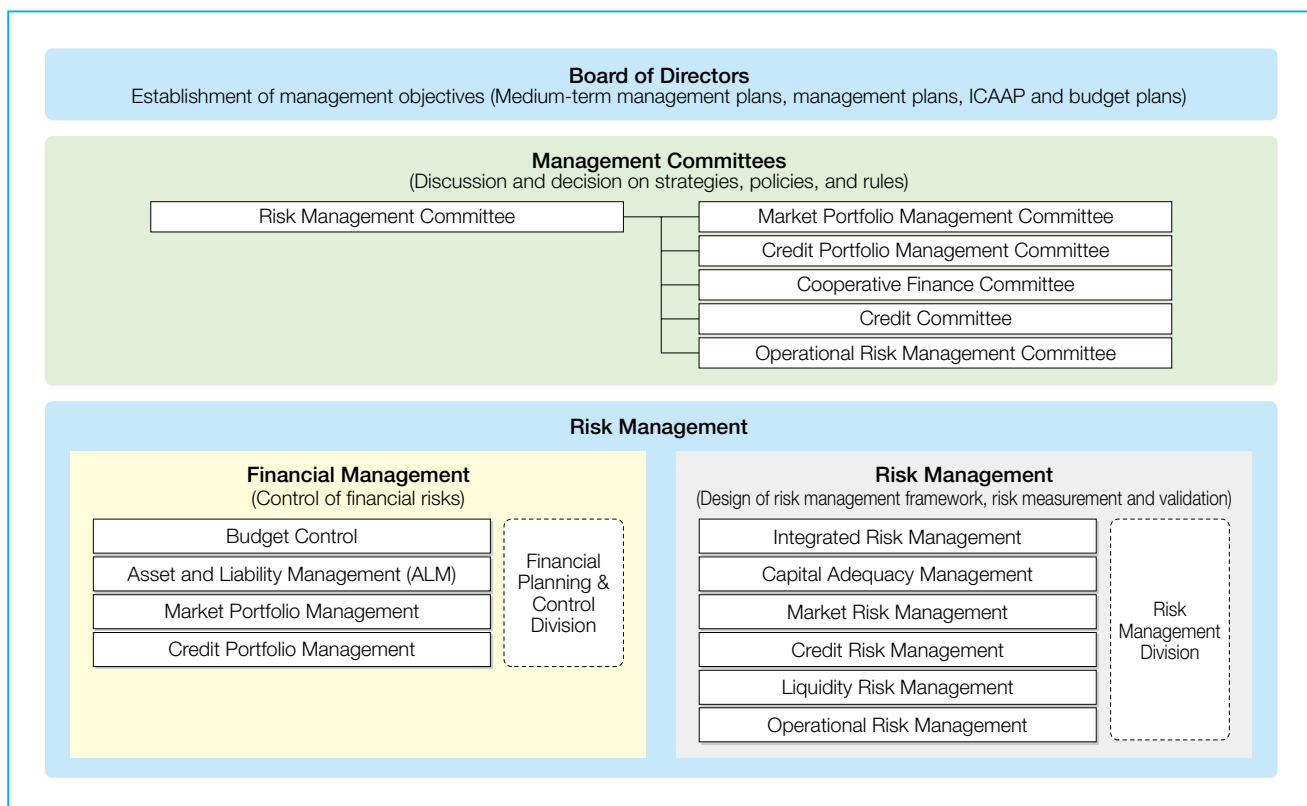 Board of Directors
Establishment of management objectives (Medium-term management plans, management plans, ICAAP and budget plans)
Management Committees
(Discussion and decision on strategies, policies, and rules)
Risk Management Committee
Market Portfolio Management Committee
Credit Portfolio Management Committee
Cooperative Finance Committee
Credit Committee
Operational Risk Management Committee
Risk Management
Financial Management
(Control of financial risks)
Budget Control
Asset and Liability Management (ALM)
Market Portfolio Management
Credit Portfolio Management
Financial
Planning &
Control
Division
Risk Management
(Design of risk management framework, risk measurement and validation)
Integrated Risk Management
Capital Adequacy Management
Market Risk Management
Credit Risk Management
Liquidity Risk Management
Operational Risk Management
Risk
Management
Division